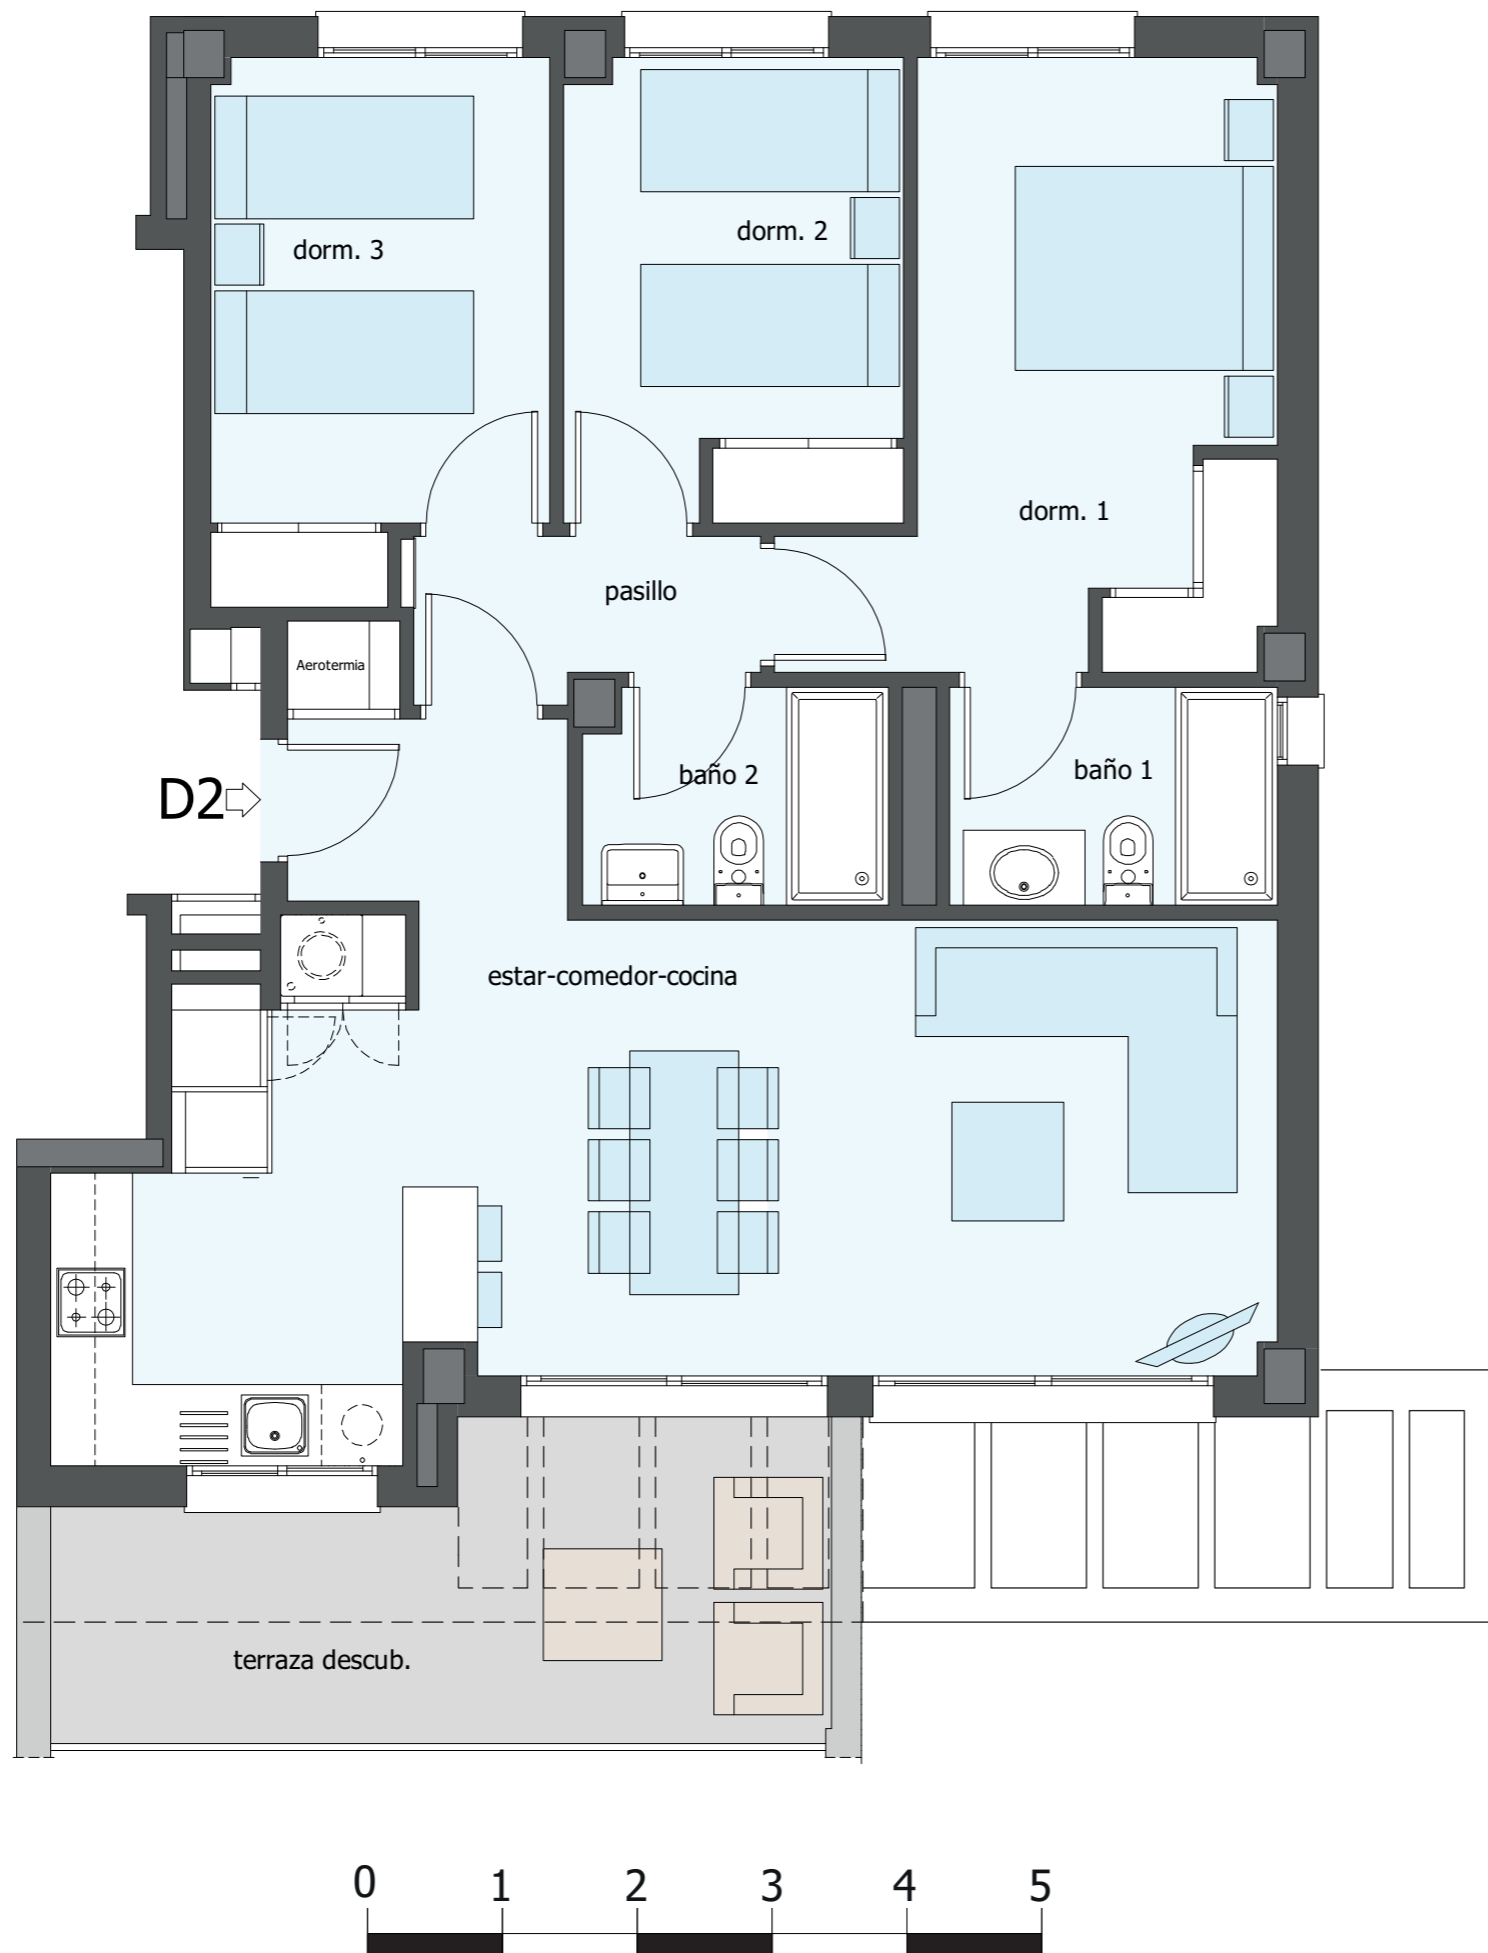 dorm. 3
dorm. 2
dorm. 1
pasillo
Aerotermia
D2
baño 2
baño 1
estar-comedor-cocina
terraza descub.
0 1 2 3 4 5